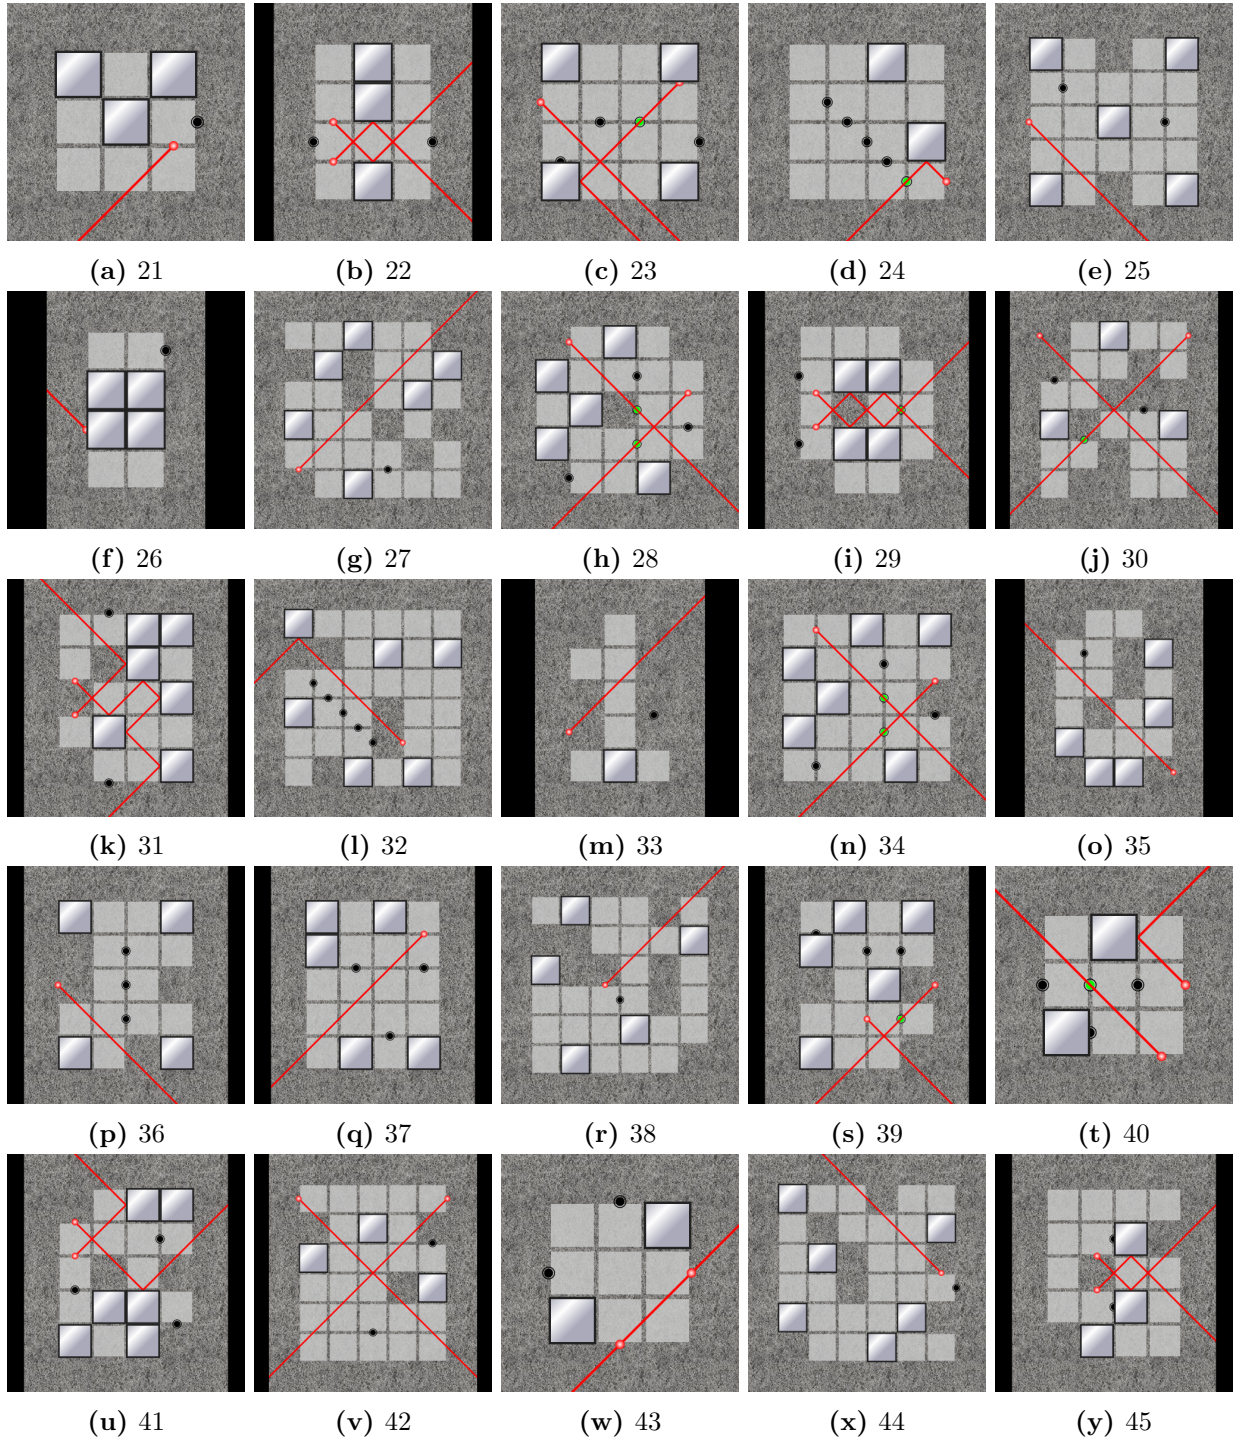 (a) 21 (b) 22 (c) 23 (d) 24 (e) 25
(f) 26 (g) 27 (h) 28 (i) 29 (j) 30
(k) 31 (l) 32 (m) 33 (n) 34 (o) 35
(p) 36 (q) 37 (r) 38 (s) 39 (t) 40
(u) 41 (v) 42 (w) 43 (x) 44 (y) 45